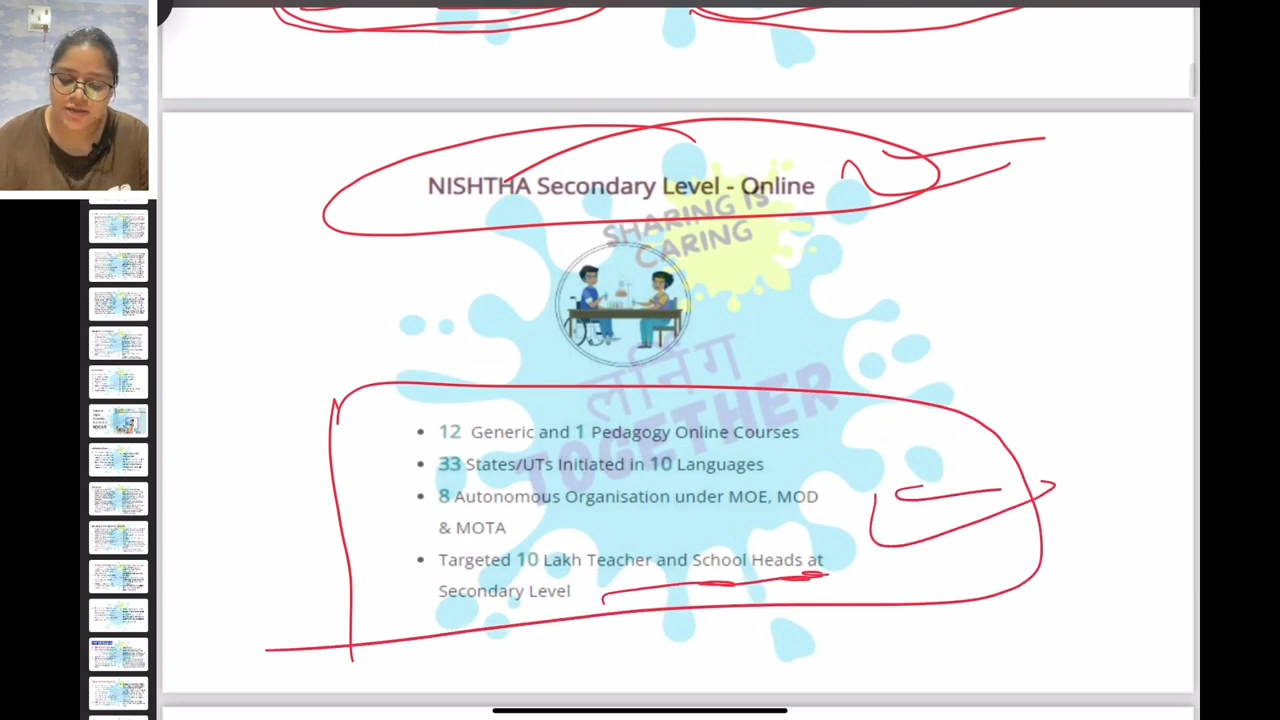 NISHTHA Secondary Level - Online
SHARING IS
CARING
लर्निंग
TOGETHER
• 12 Generic and 1 Pedagogy Online Courses
• 33 States/UTs Initiated in 10 Languages
• 8 Autonomous Organisation under MOE, MOD
& MOTA
• Targeted 10 Lakh Teacher and School Heads at
Secondary Level